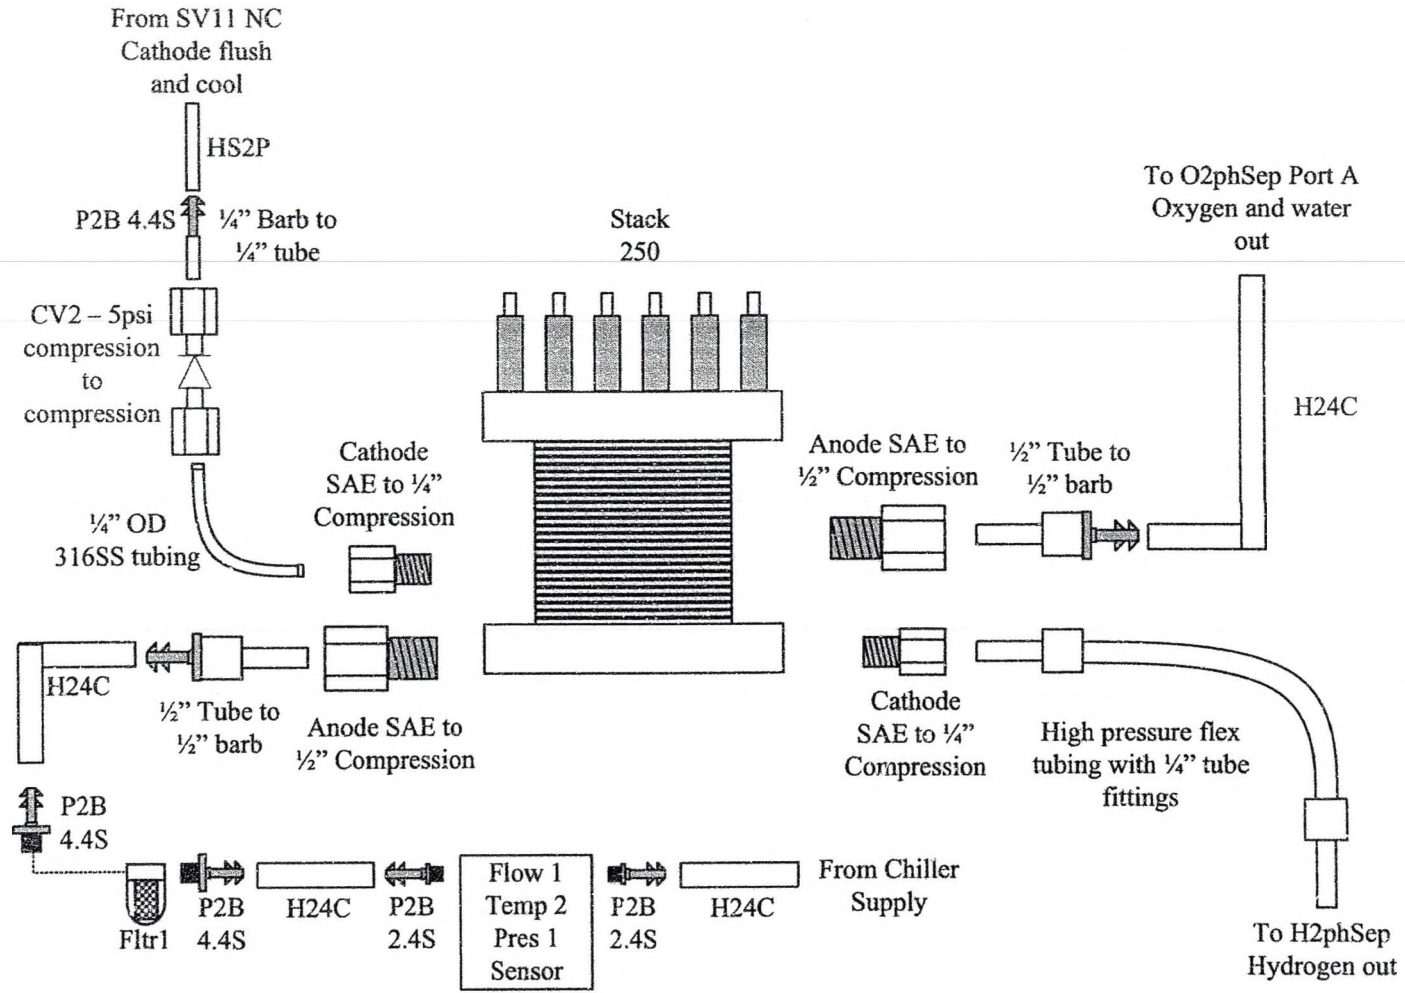 From SV11 NC
Cathode flush
and cool
HS2P
P2B 4.4S
¼” Barb to
¼” tube
CV2 – 5psi
compression
to
compression
¼” OD
316SS tubing
Cathode
SAE to ¼”
Compression
Stack
250
To O2phSep Port A
Oxygen and water
out
H24C
Anode SAE to
½” Compression
½” Tube to
½” barb
H24C
½” Tube to
½” barb
Anode SAE to
½” Compression
Cathode
SAE to ¼”
Compression
High pressure flex
tubing with ¼” tube
fittings
P2B
4.4S
Fltr1
P2B
4.4S
H24C
P2B
2.4S
Flow 1
Temp 2
Pres 1
Sensor
P2B
2.4S
H24C
From Chiller
Supply
To H2phSep
Hydrogen out